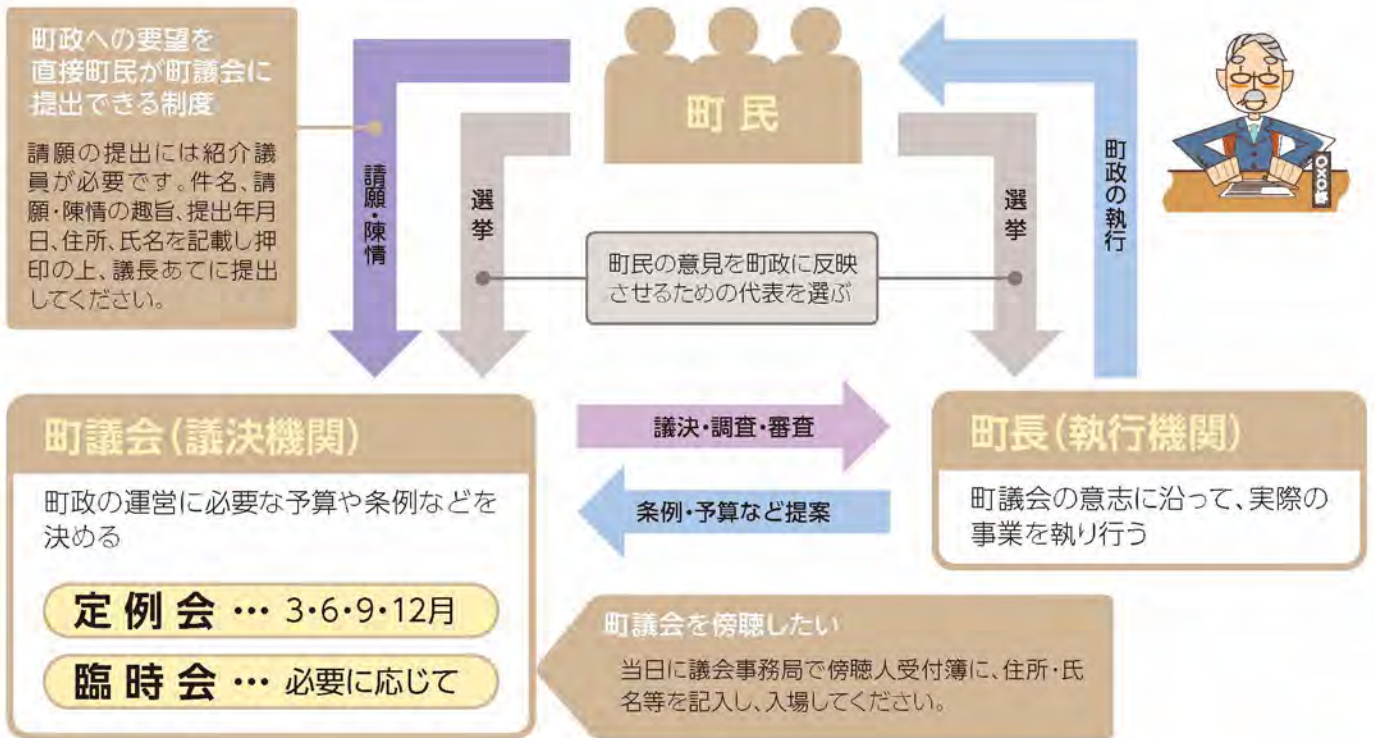 町政への要望を
直接町民が町議会に
提出できる制度
請願の提出には紹介議
員が必要です。件名、請
願・陳情の趣旨、提出年月
日、住所、氏名を記載し押
印の上、議長あてに提出
してください。
請願・陳情
選挙
町民
選挙
町政の執行
町民の意見を町政に反映
させるための代表を選ぶ
町議会(議決機関)
町政の運営に必要な予算や条例などを
決める
定例会 … 3・6・9・12月
臨時会 … 必要に応じて
議決・調査・審査
条例・予算など提案
町長(執行機関)
町議会の意志に沿って、実際の
事業を執り行う
町議会を傍聴したい
当日に議会事務局で傍聴人受付簿に、住所・氏
名等を記入し、入場してください。